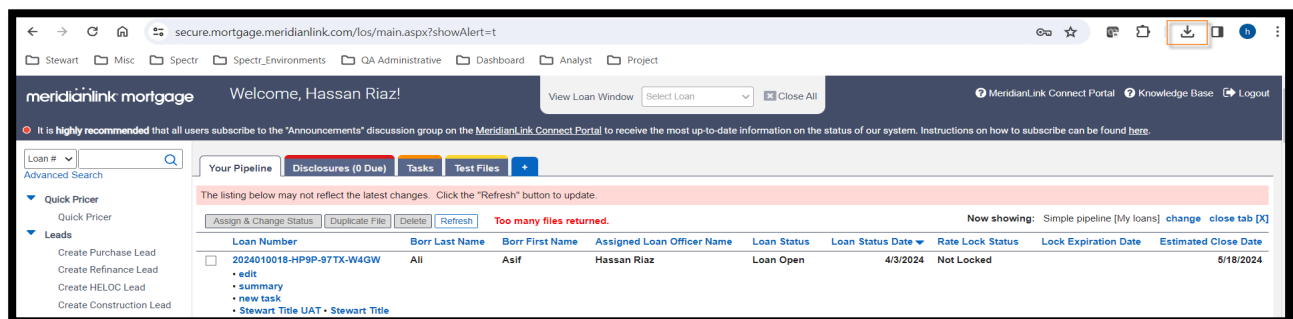 secure.mortgage.meridianlink.com/los/main.aspx?showAlert=t
h
Stewart Misc Spectr Spectr_Environments QA Administrative Dashboard Analyst Project
meridianlink mortgage Welcome, Hassan Riaz! View Loan Window Select Loan Close All MeridianLink Connect Portal Knowledge Base Logout
It is highly recommended that all users subscribe to the "Announcements" discussion group on the MeridianLink Connect Portal to receive the most up-to-date information on the status of our system. Instructions on how to subscribe can be found here.
Loan #
Advanced Search
Your Pipeline Disclosures (0 Due) Tasks Test Files +
The listing below may not reflect the latest changes. Click the "Refresh" button to update.
Quick Pricer
Quick Pricer
Leads
Create Purchase Lead
Create Refinance Lead
Create HELOC Lead
Create Construction Lead
Assign & Change Status Duplicate File Delete Refresh Too many files returned. Now showing: Simple pipeline [My loans] change close tab [X]
Loan Number Borr Last Name Borr First Name Assigned Loan Officer Name Loan Status Loan Status Date Rate Lock Status Lock Expiration Date Estimated Close Date
2024010018-HP9P-97TX-W4GW Ali Asif Hassan Riaz Loan Open 4/3/2024 Not Locked 5/18/2024
• edit
• summary
• new task
• Stewart Title UAT • Stewart Title